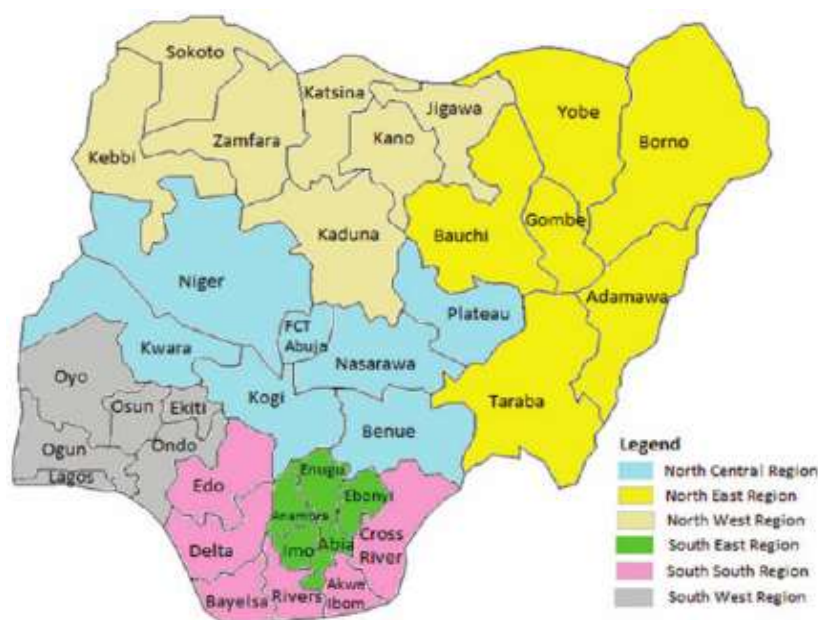 Sokoto
Katsina
Jigawa
Yobe
Zamfara
Kano
Borno
Kebbi
Gombe
Kaduna
Bauchi
Niger
Adamawa
Plateau
FCT
Abuja
Kwara
Nasarawa
Oyo
Kogi
Taraba
Osun
Ekiti
Benue
Ogun
Ondo
Lagos
Enugu
Edo
Ebonyi
Anambra
Cross
River
Delta
Imo
Abia
Akwe
Ibom
Bayelsa
Rivers
Legend
North Central Region
North East Region
North West Region
South East Region
South South Region
South West Region